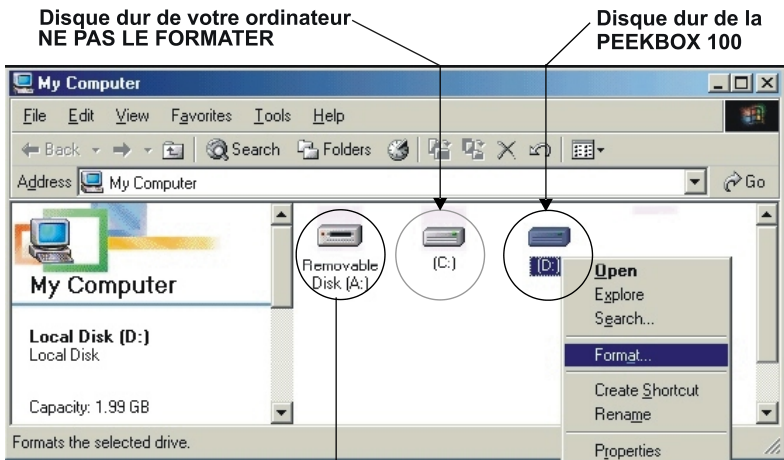 Disque dur de votre ordinateur
NE PAS LE FORMATER
Disque dur de la
PEEKBOX 100
My Computer
File Edit View Favorites Tools Help
Back Search Folders
Address My Computer Go
My Computer
Local Disk (D:)
Local Disk
Capacity: 1.99 GB
Removable
Disk (A:)
(C:)
(D:)
Open
Explore
Search...
Format...
Create Shortcut
Rename
Properties
Formats the selected drive.